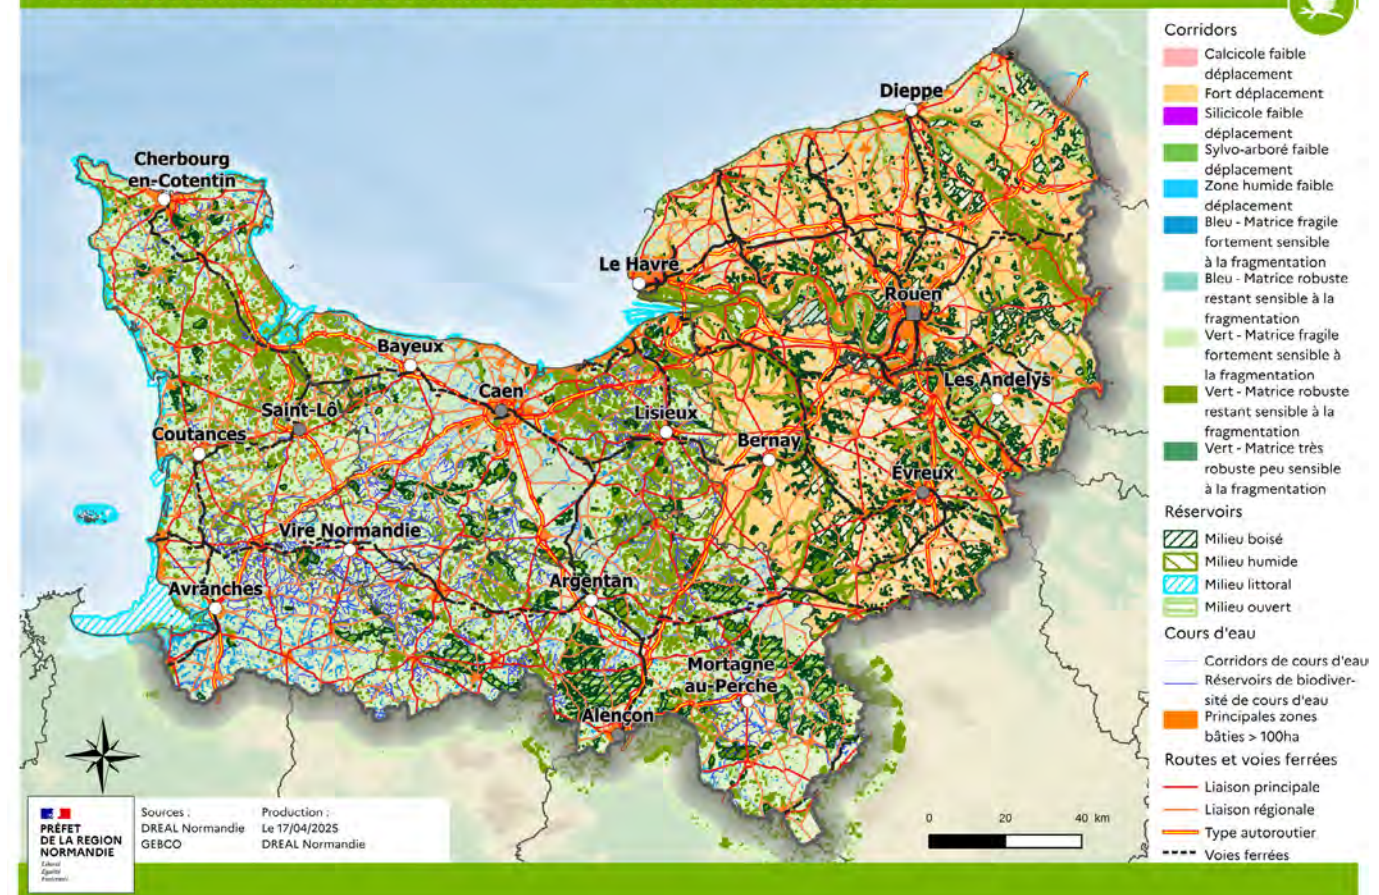 Dieppe
Cherbourg
en-Cotentin
Le Havre
Rouen
Bayeux
Caen
Les Andelys
Saint-Lô
Lisieux
Coutances
Bernay
Évreux
Vire Normandie
Avranches
Argentan
Mortagne
au-Perche
Alençon
Corridors
Calcicole faible
déplacement
Fort déplacement
Silicicole faible
déplacement
Sylvo-arboré faible
déplacement
Zone humide faible
déplacement
Bleu - Matrice fragile
fortement sensible
à la fragmentation
Bleu - Matrice robuste
restant sensible à la
fragmentation
Vert - Matrice fragile
fortement sensible à
la fragmentation
Vert - Matrice robuste
restant sensible à la
fragmentation
Vert - Matrice très
robuste peu sensible
à la fragmentation
Réservoirs
Milieu boisé
Milieu humide
Milieu littoral
Milieu ouvert
Cours d'eau
Corridors de cours d'eau
Réservoirs de biodiver-
sité de cours d'eau
Principales zones
bâties > 100ha
Routes et voies ferrées
Liaison principale
Liaison régionale
Type autoroutier
Voies ferrées
0 20 40 km
PRÉFET
DE LA REGION
NORMANDIE
Liberté
Égalité
Fraternité
Sources :
DREAL Normandie
GEBCO
Production :
Le 17/04/2025
DREAL Normandie